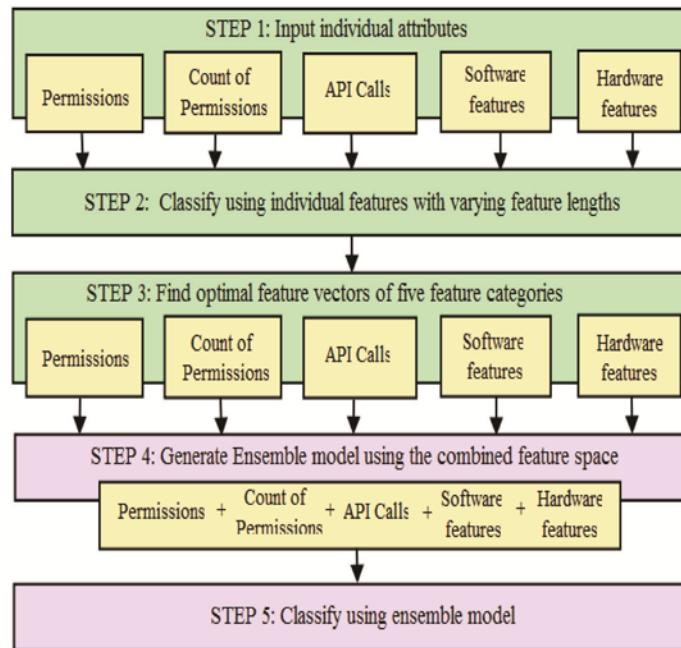 STEP 1: Input individual attributes
Permissions
Count of
Permissions
API Calls
Software
features
Hardware
features
STEP 2: Classify using individual features with varying feature lengths
STEP 3: Find optimal feature vectors of five feature categories
Permissions
Count of
Permissions
API Calls
Software
features
Hardware
features
STEP 4: Generate Ensemble model using the combined feature space
Permissions + Count of
Permissions + API Calls + Software
features + Hardware
features
STEP 5: Classify using ensemble model